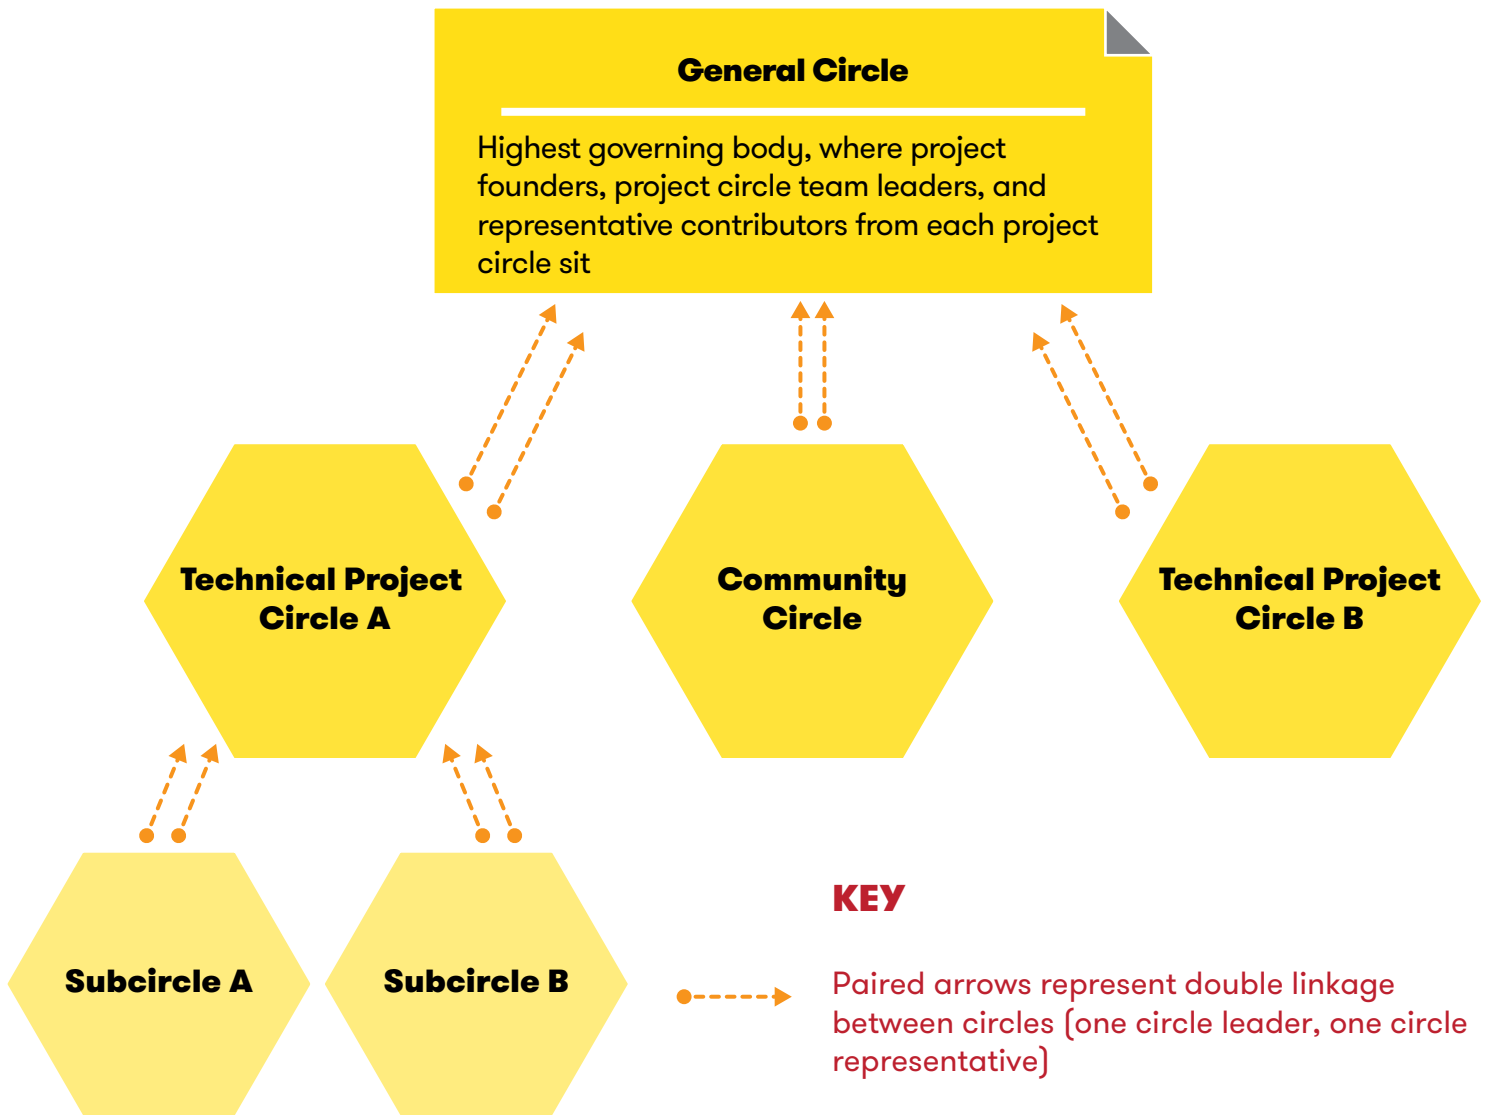 General Circle
Highest governing body, where project
founders, project circle team leaders, and
representative contributors from each project
circle sit
Technical Project
Circle A
Community
Circle
Technical Project
Circle B
Subcircle A
Subcircle B
KEY
Paired arrows represent double linkage
between circles (one circle leader, one circle
representative)